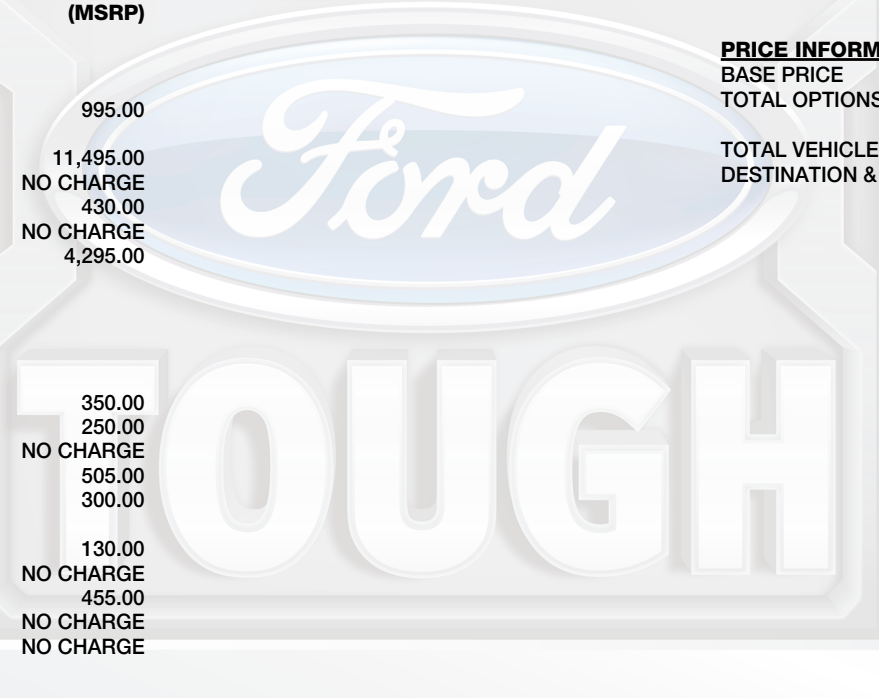 (MSRP)
995.00
11,495.00
NO CHARGE
430.00
NO CHARGE
4,295.00
350.00
250.00
NO CHARGE
505.00
300.00
130.00
NO CHARGE
455.00
NO CHARGE
NO CHARGE
PRICE INFORM
BASE PRICE
TOTAL OPTIONS
TOTAL VEHICLE
DESTINATION &
Ford
TOUGH